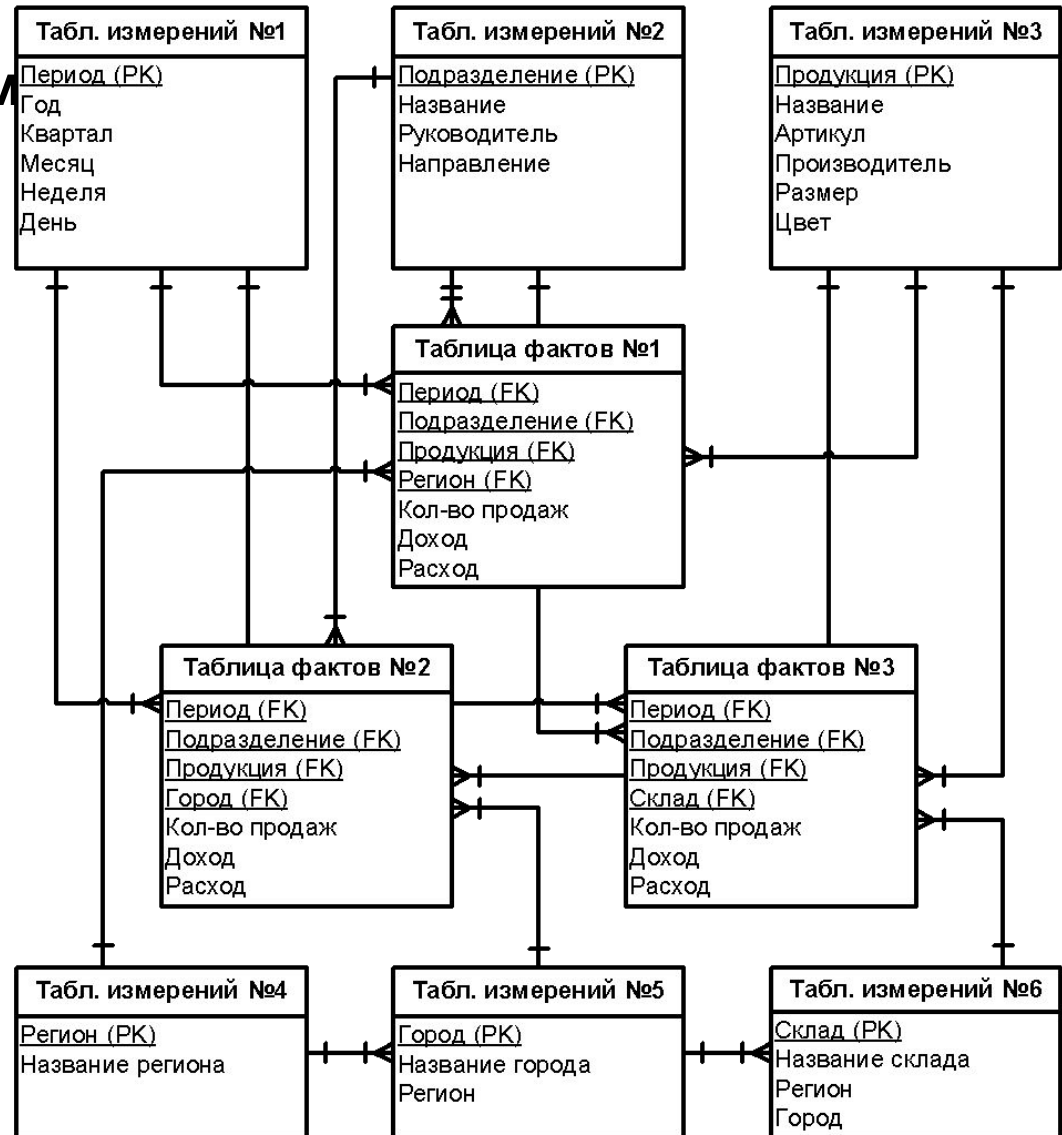 Табл. измерений №1
Период (PK)
Год
Квартал
Месяц
Неделя
День
Табл. измерений №2
Подразделение (PK)
Название
Руководитель
Направление
Табл. измерений №3
Продукция (PK)
Название
Артикул
Производитель
Размер
Цвет
Таблица фактов №1
Период (FK)
Подразделение (FK)
Продукция (FK)
Регион (FK)
Кол-во продаж
Доход
Расход
Таблица фактов №2
Период (FK)
Подразделение (FK)
Продукция (FK)
Город (FK)
Кол-во продаж
Доход
Расход
Таблица фактов №3
Период (FK)
Подразделение (FK)
Продукция (FK)
Склад (FK)
Кол-во продаж
Доход
Расход
Табл. измерений №4
Регион (PK)
Название региона
Табл. измерений №5
Город (PK)
Название города
Регион
Табл. измерений №6
Склад (PK)
Название склада
Регион
Город